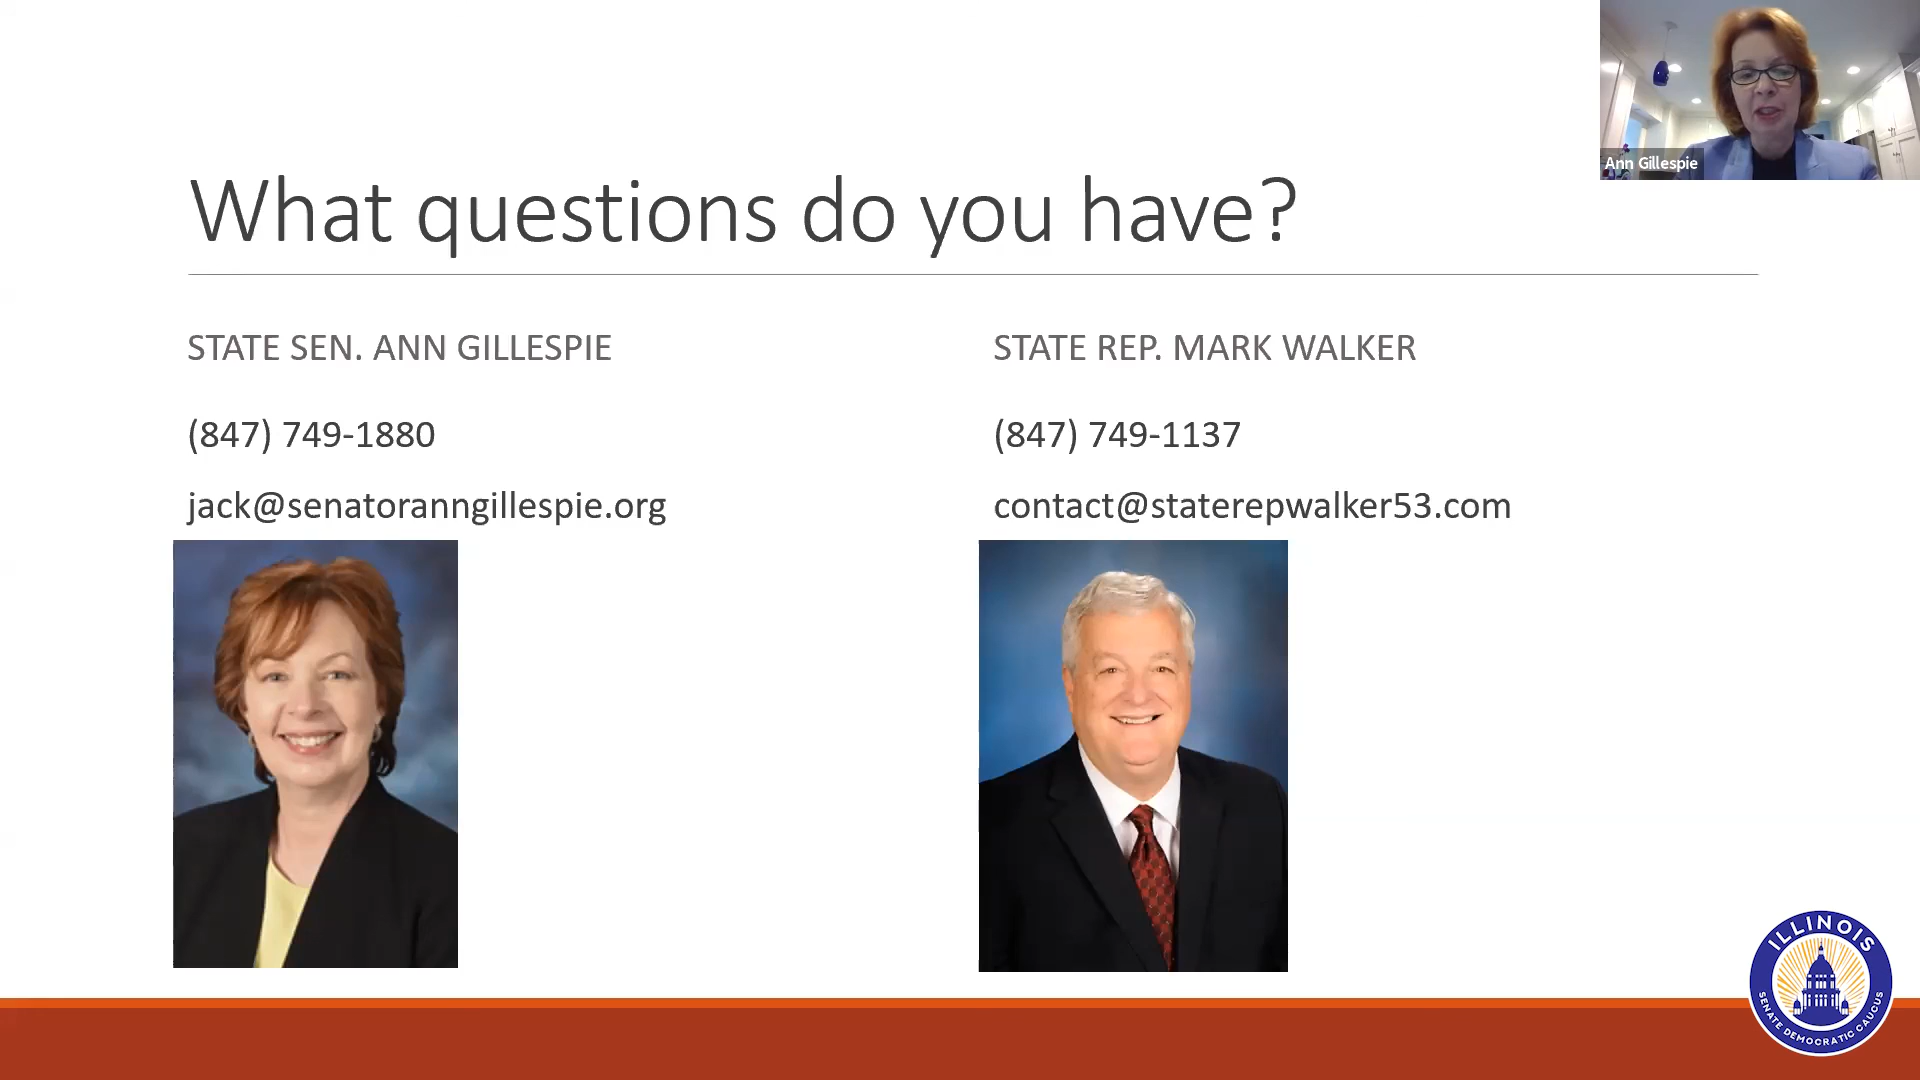 Ann Gillespie
What questions do you have?
STATE SEN. ANN GILLESPIE
(847) 749-1880
jack@senatoranngillespie.org
STATE REP. MARK WALKER
(847) 749-1137
contact@staterepwalker53.com
ILLINOIS
SENATE DEMOCRATIC CAUCUS